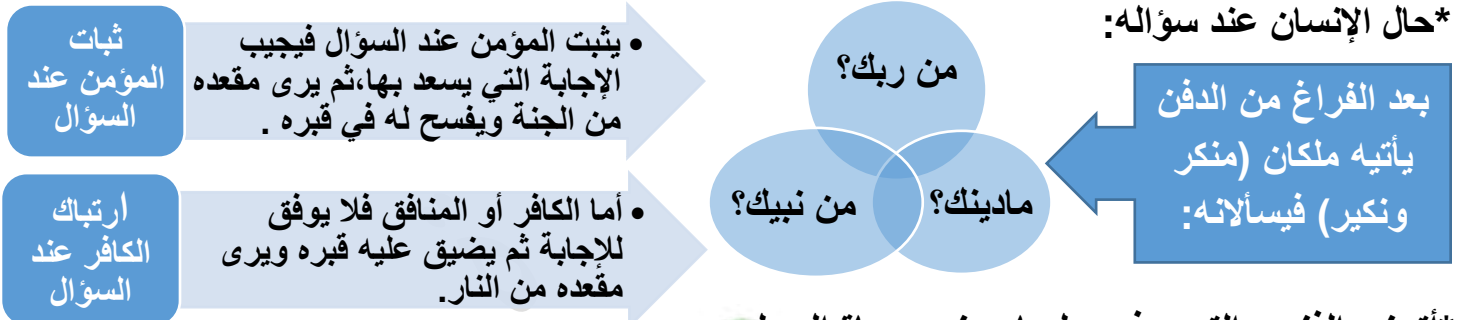 *حال الإنسان عند سؤاله:
بعد الفراغ من الدفن
يأتيه ملكان (منكر
ونكير) فيسألانه:
من ربك؟
مادينك؟
من نبيك؟
• يثبت المؤمن عند السؤال فيجيب
الإجابة التي يسعد بها،ثم يرى مقعده
من الجنة ويفسح له في قبره .
ثبات
المؤمن عند
السؤال
• أما الكافر أو المنافق فلا يوفق
للإجابة ثم يضيق عليه قبره ويرى
مقعده من النار.
ارتباك
الكافر عند
السؤال